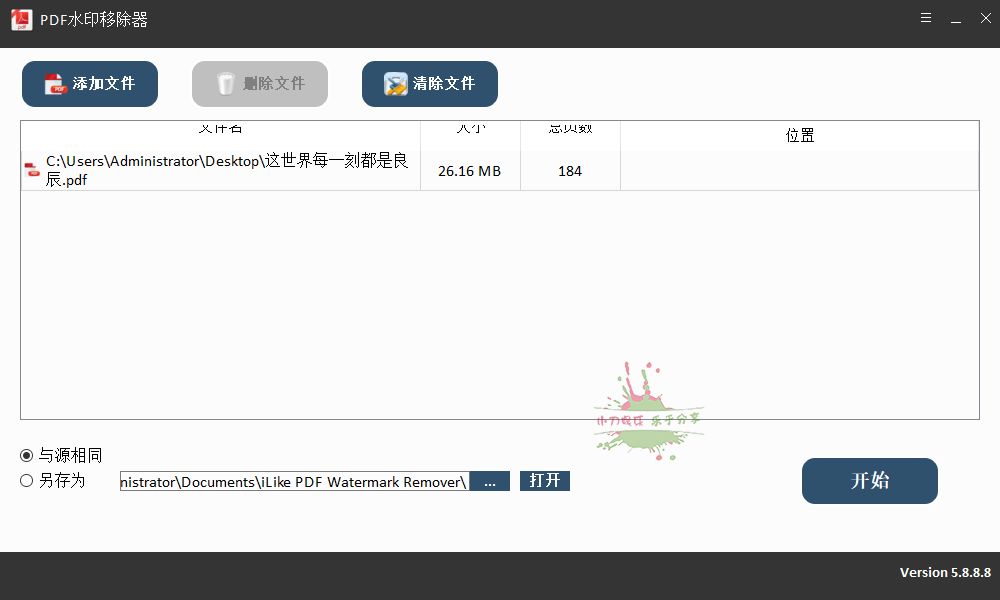 PDF水印移除器
添加文件
删除文件
清除文件
文件名
大小
总页数
位置
C:\Users\Administrator\Desktop\这世界每一刻都是良
辰.pdf
26.16 MB
184
小刀娱乐 乐于分享
与源相同
另存为
nistrator\Documents\iLike PDF Watermark Remover\
...
打开
开始
Version 5.8.8.8